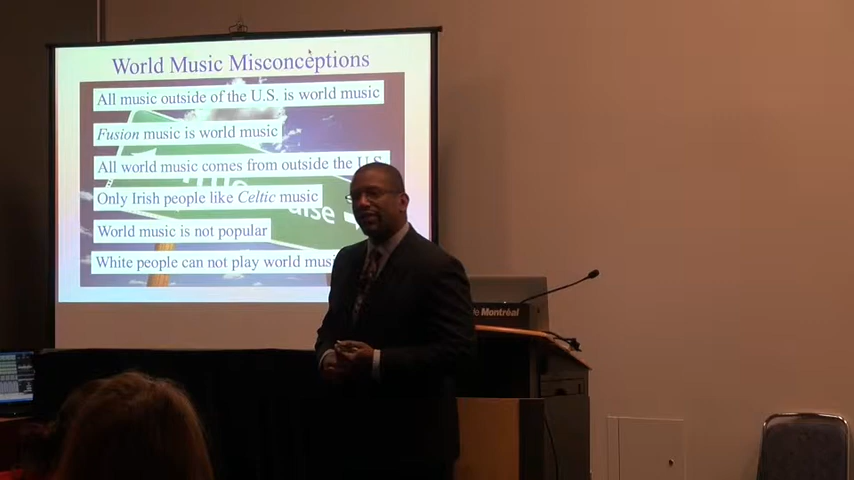 World Music Misconceptions
All music outside of the U.S. is world music
Fusion music is world music
All world music comes from outside the U.S.
Only Irish people like Celtic music
World music is not popular
White people can not play world
de Montréal